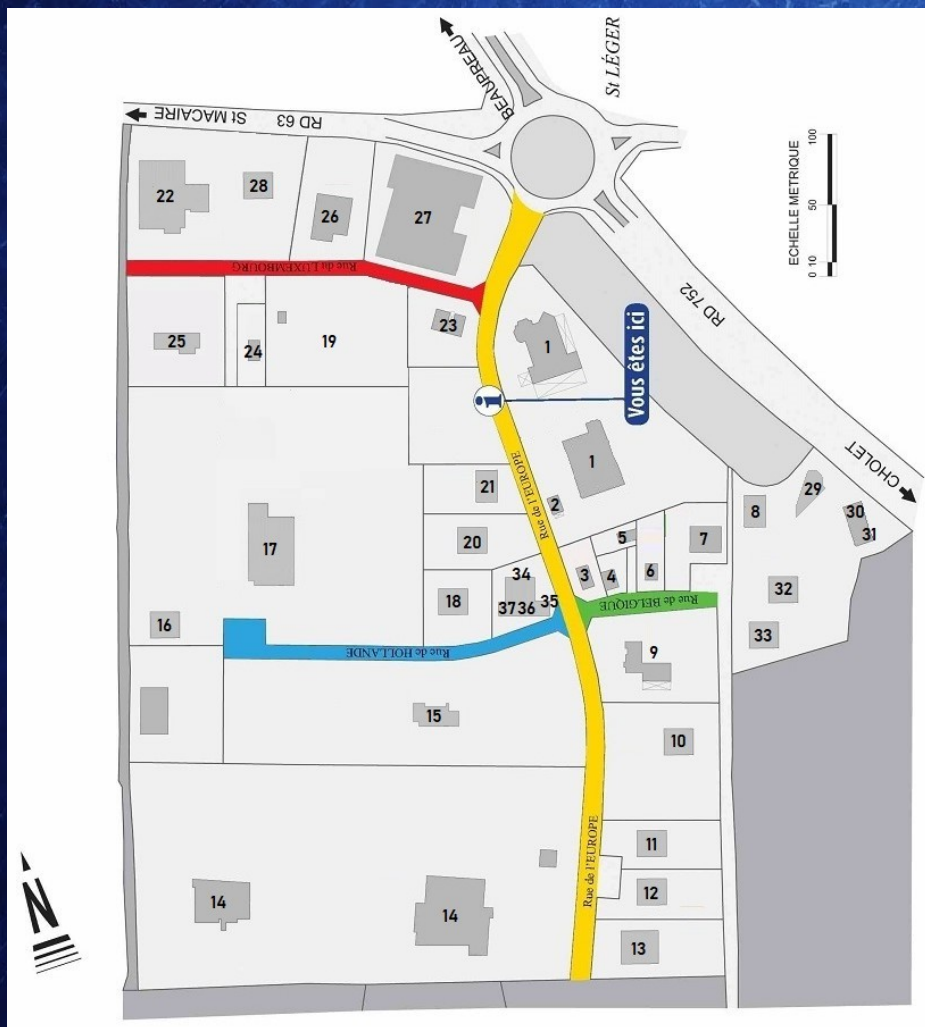 BEAUPREAU
St LÉGER
RD 63 St MACAIRE
ECHELLE METRIQUE
0 10 50 100
RD 752
CHOLET
22
28
26
27
Rue du LUXEMBOURG
25
24
19
23
1
i
Vous êtes ici
Rue de l'EUROPE
1
21
2
20
17
16
18
34
37 36 35
3
4
5
6
7
8
29
30
31
32
33
Rue de BELGIQUE
Rue de HOLLANDE
9
15
10
11
Rue de l'EUROPE
12
13
14
14
N